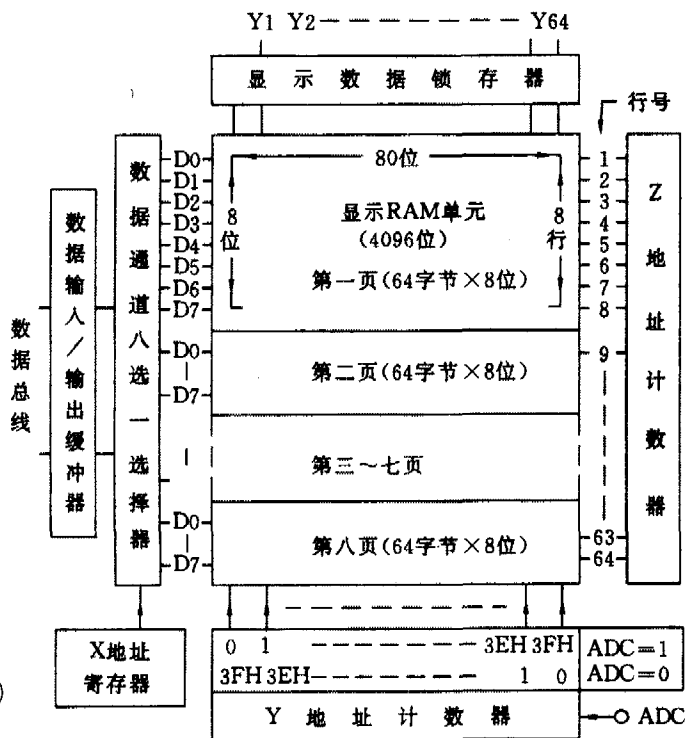 Y1 Y2 Y64
显示数据锁存器
行号
数据总线
数据输入/输出缓冲器
数据通道八选一选择器
D0
D1
D2
D3
D4
D5
D6
D7
D0
D7
D0
D7
80位
8位
8行
显示RAM单元
(4096位)
第一页(64字节×8位)
第二页(64字节×8位)
第三～七页
第八页(64字节×8位)
1
2
3
4
5
6
7
8
9
63
64
Z地址计数器
X地址
寄存器
0 1 3EH 3FH
3FH 3EH 1 0
ADC=1
ADC=0
Y地址计数器
ADC